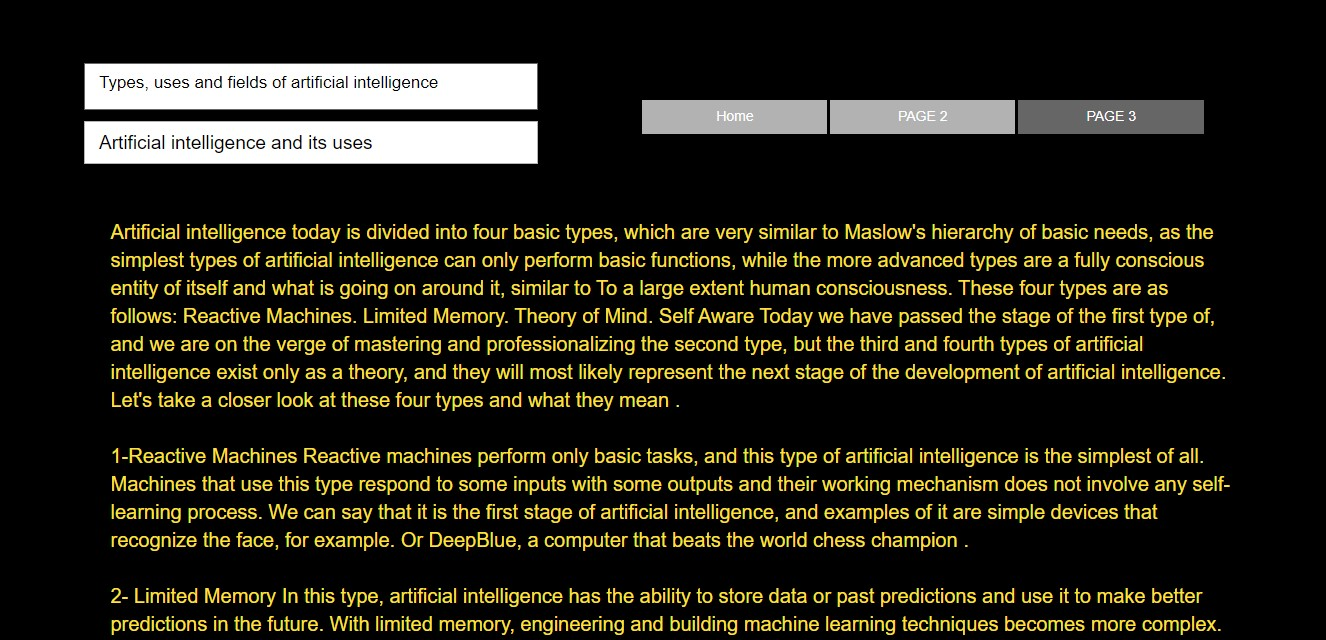 Types, uses and fields of artificial intelligence
Artificial intelligence and its uses
Home
PAGE 2
PAGE 3
Artificial intelligence today is divided into four basic types, which are very similar to Maslow's hierarchy of basic needs, as the
simplest types of artificial intelligence can only perform basic functions, while the more advanced types are a fully conscious
entity of itself and what is going on around it, similar to To a large extent human consciousness. These four types are as
follows: Reactive Machines. Limited Memory. Theory of Mind. Self Aware Today we have passed the stage of the first type of,
and we are on the verge of mastering and professionalizing the second type, but the third and fourth types of artificial
intelligence exist only as a theory, and they will most likely represent the next stage of the development of artificial intelligence.
Let's take a closer look at these four types and what they mean .
1-Reactive Machines Reactive machines perform only basic tasks, and this type of artificial intelligence is the simplest of all.
Machines that use this type respond to some inputs with some outputs and their working mechanism does not involve any self-
learning process. We can say that it is the first stage of artificial intelligence, and examples of it are simple devices that
recognize the face, for example. Or DeepBlue, a computer that beats the world chess champion .
2- Limited Memory In this type, artificial intelligence has the ability to store data or past predictions and use it to make better
predictions in the future. With limited memory, engineering and building machine learning techniques becomes more complex.